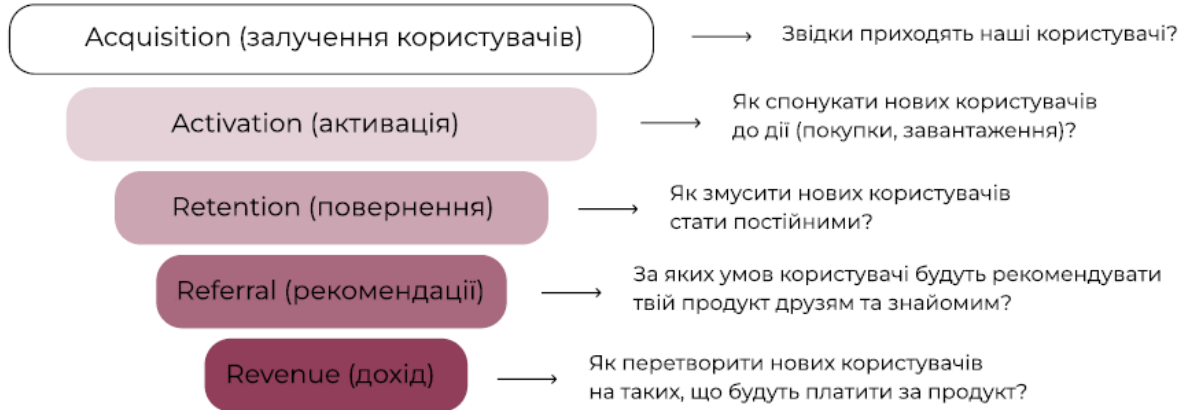 Acquisition (залучення користувачів)
Звідки приходять наші користувачі?
Activation (активація)
Як спонукати нових користувачів
до дії (покупки, завантаження)?
Retention (повернення)
Як змусити нових користувачів
стати постійними?
Referral (рекомендації)
За яких умов користувачі будуть рекомендувати
твій продукт друзям та знайомим?
Revenue (дохід)
Як перетворити нових користувачів
на таких, що будуть платити за продукт?